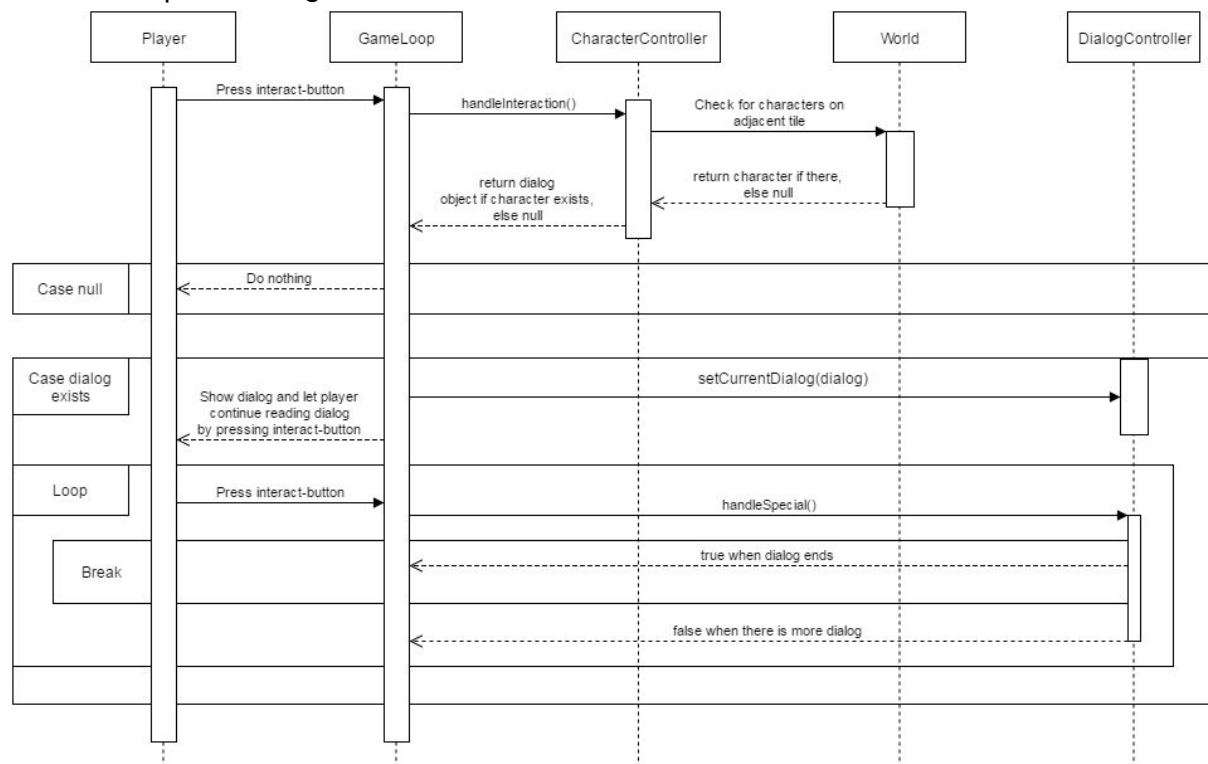 Player
GameLoop
CharacterController
World
DialogController
Press interact-button
handleInteraction()
Check for characters on
adjacent tile
return character if there,
else null
return dialog
object if character exists,
else null
Case null
Do nothing
Case dialog
exists
setCurrentDialog(dialog)
Show dialog and let player
continue reading dialog
by pressing interact-button
Loop
Press interact-button
handleSpecial()
Break
true when dialog ends
false when there is more dialog